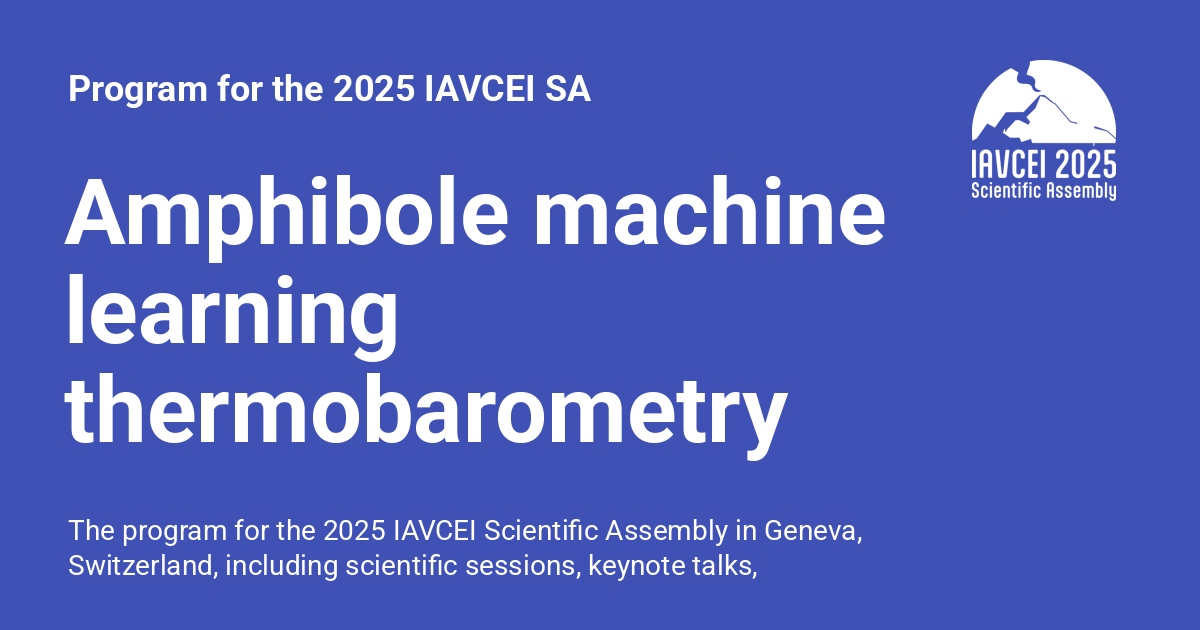 Program for the 2025 IAVCEI SA
IAVCEI 2025
Scientific Assembly
Amphibole machine
learning
thermobarometry
The program for the 2025 IAVCEI Scientific Assembly in Geneva,
Switzerland, including scientific sessions, keynote talks,